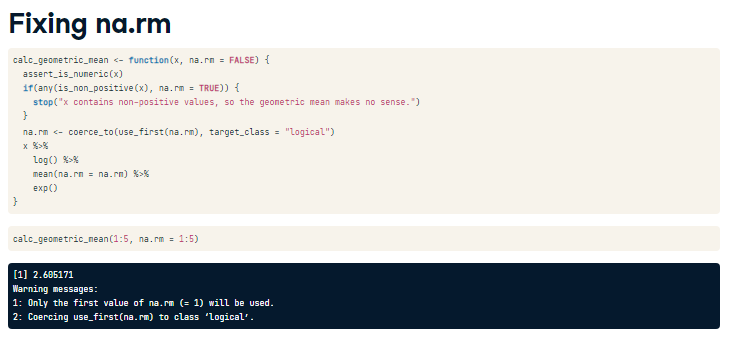 Fixing na.rm
calc_geometric_mean <- function(x, na.rm = FALSE) {
  assert_is_numeric(x)
  if(any(is_non_positive(x), na.rm = TRUE)) {
    stop("x contains non-positive values, so the geometric mean makes no sense.")
  }
  na.rm <- coerce_to(use_first(na.rm), target_class = "logical")
  x %>%
    log() %>%
    mean(na.rm = na.rm) %>%
    exp()
}
calc_geometric_mean(1:5, na.rm = 1:5)
[1] 2.605171
Warning messages:
1: Only the first value of na.rm (= 1) will be used.
2: Coercing use_first(na.rm) to class ‘logical’.